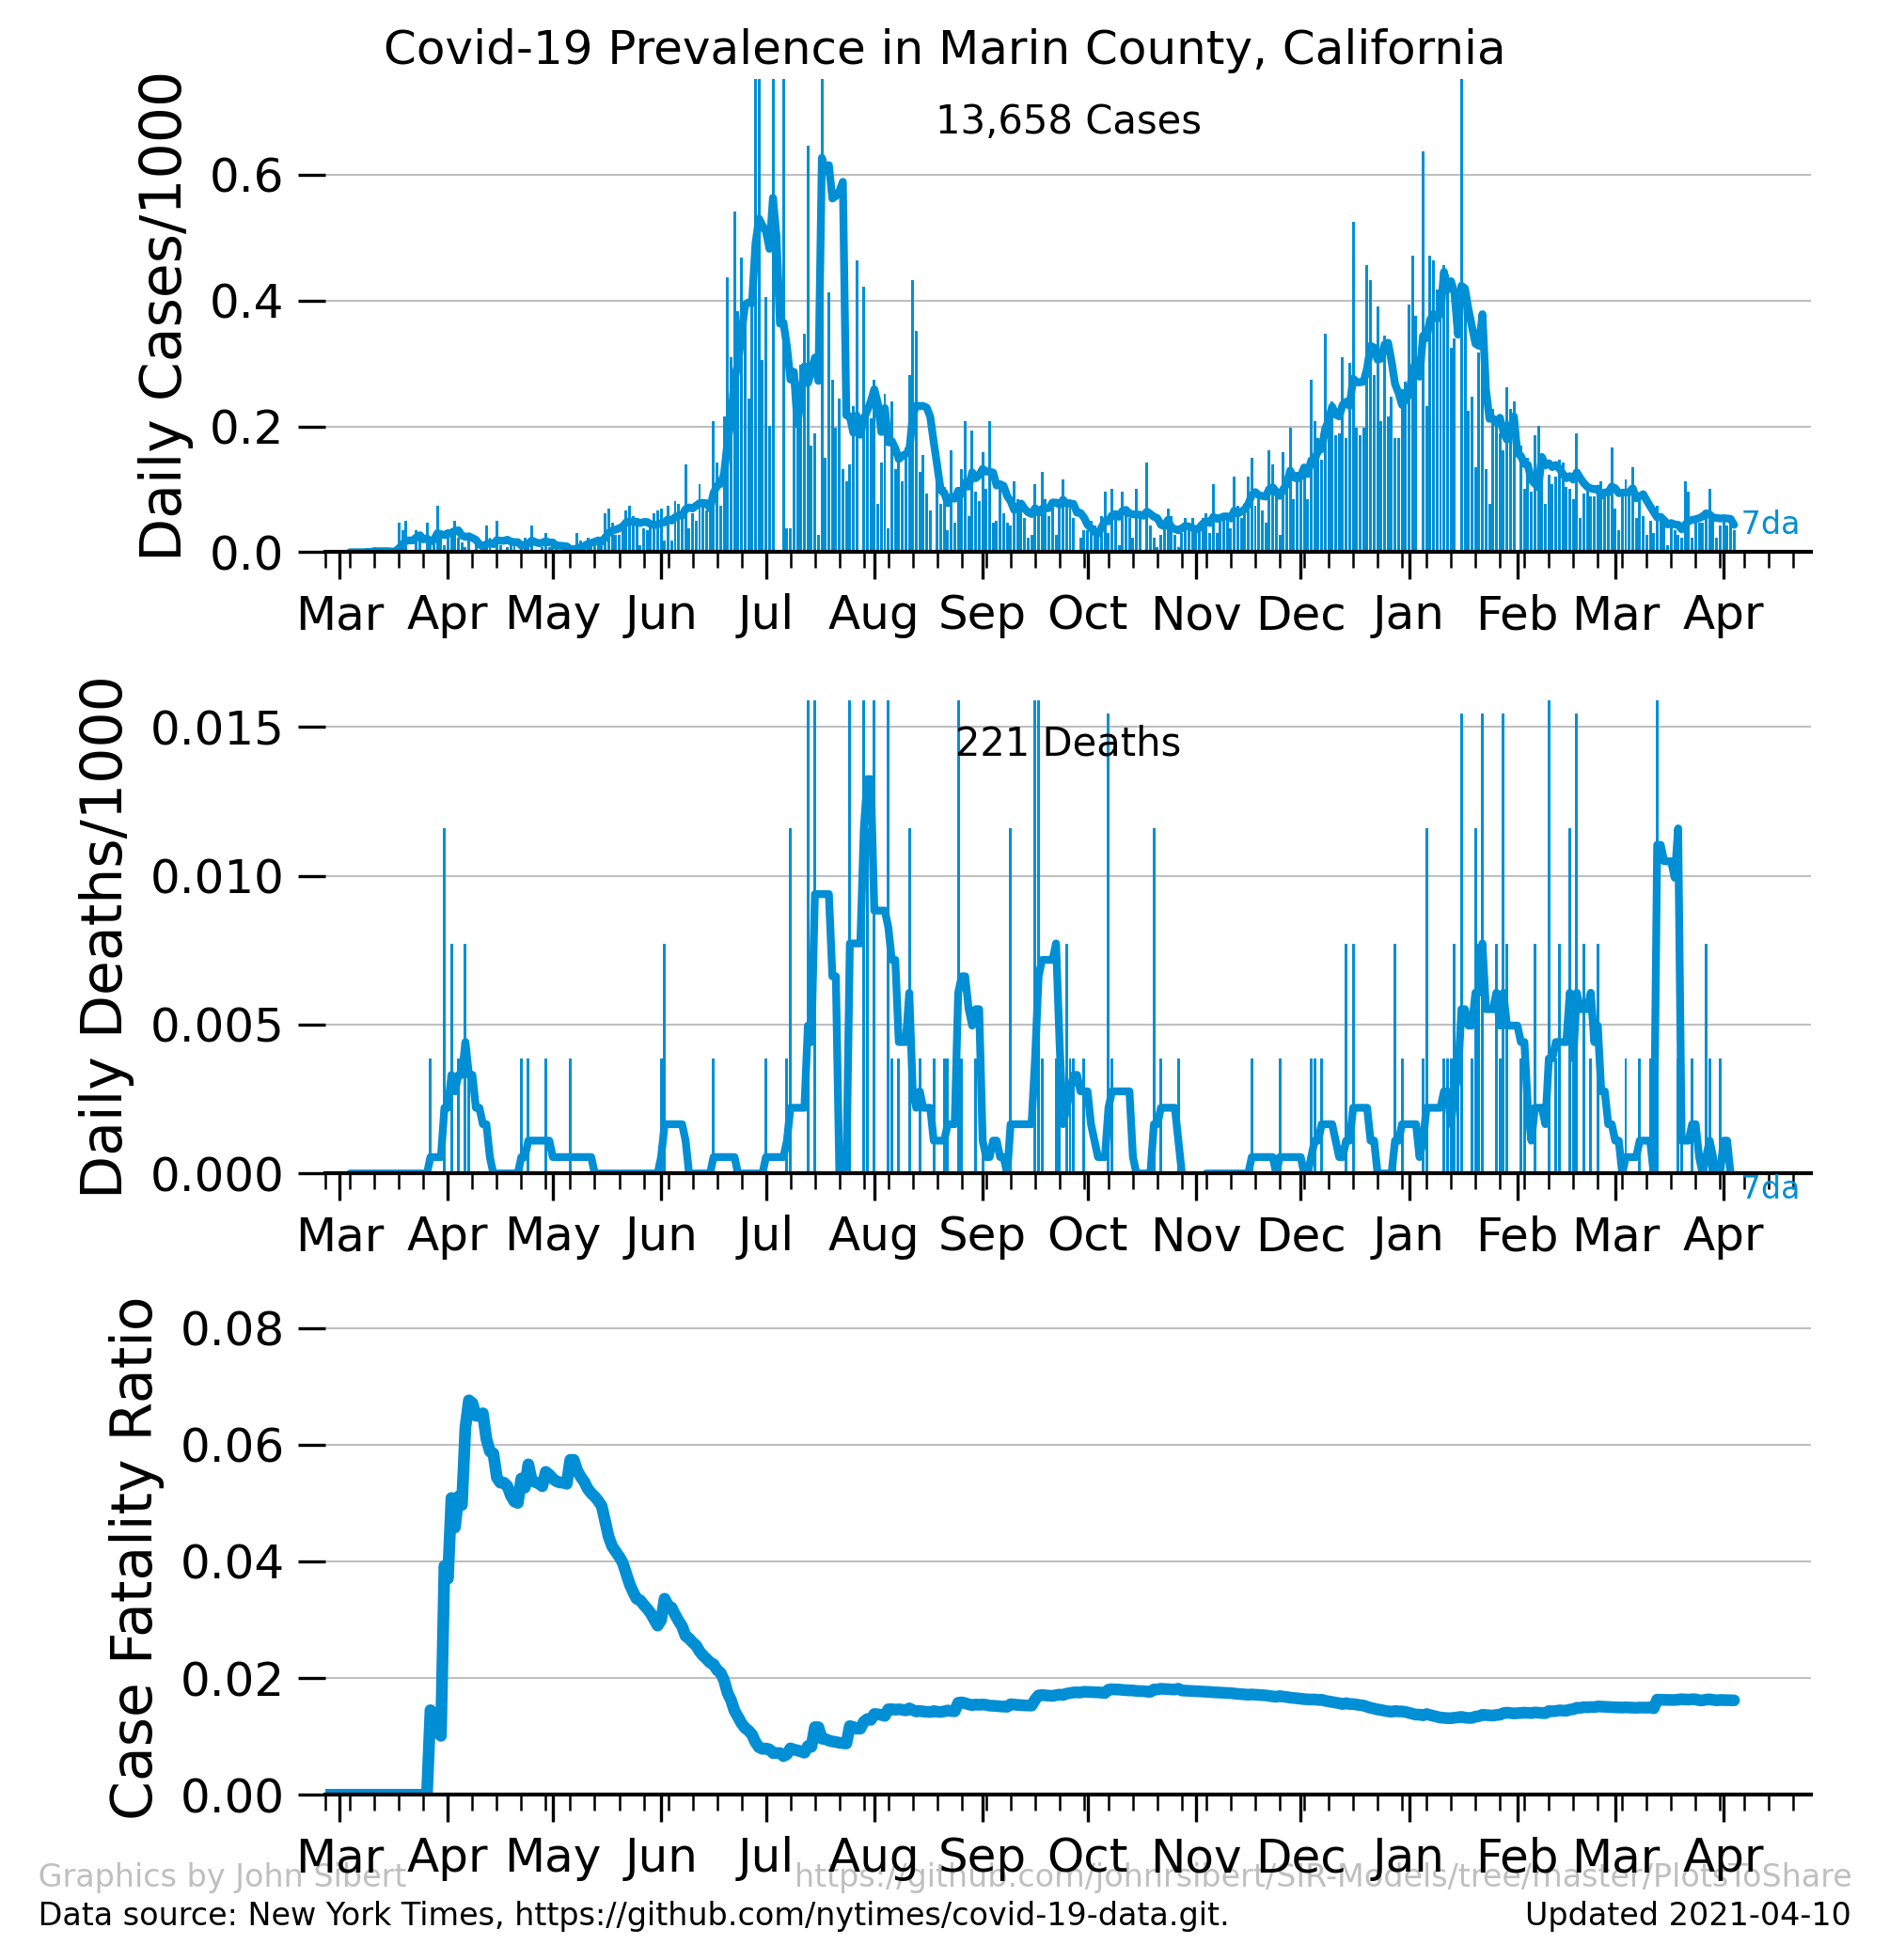 Covid-19 Prevalence in Marin County, California
Daily Cases/1000
13,658 Cases
0.6
0.4
0.2
0.0
7da
Mar Apr May Jun Jul Aug Sep Oct Nov Dec Jan Feb Mar Apr
Daily Deaths/1000
221 Deaths
0.015
0.010
0.005
0.000
7da
Mar Apr May Jun Jul Aug Sep Oct Nov Dec Jan Feb Mar Apr
Case Fatality Ratio
0.08
0.06
0.04
0.02
0.00
Mar Apr May Jun Jul Aug Sep Oct Nov Dec Jan Feb Mar Apr
Graphics by John Sibert https://github.com/johnrsibert/SIR-Models/tree/master/PlotsToShare
Data source: New York Times, https://github.com/nytimes/covid-19-data.git. Updated 2021-04-10